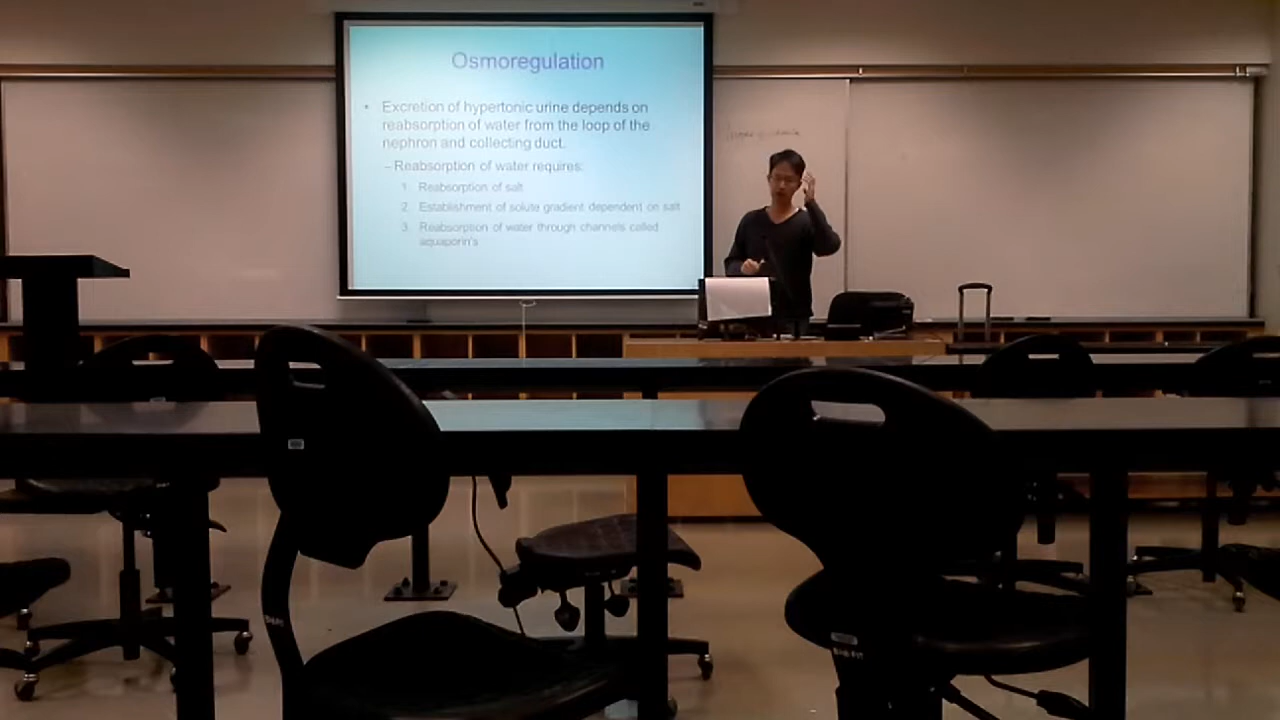 Osmoregulation
• Excretion of hypertonic urine depends on
reabsorption of water from the loop of the
nephron and collecting duct.
– Reabsorption of water requires:
1. Reabsorption of salt
2. Establishment of solute gradient dependent on salt
3. Reabsorption of water through channels called
aquaporin's